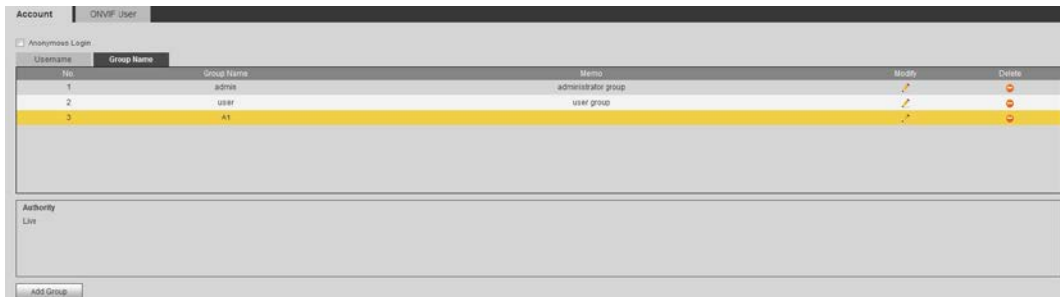 Account ONVIF User
Anonymous Login
Username Group Name
No. Group Name Memo Modify Delete
1 admin administrator group
2 user user group
3 A1
Authority
Live
Add Group